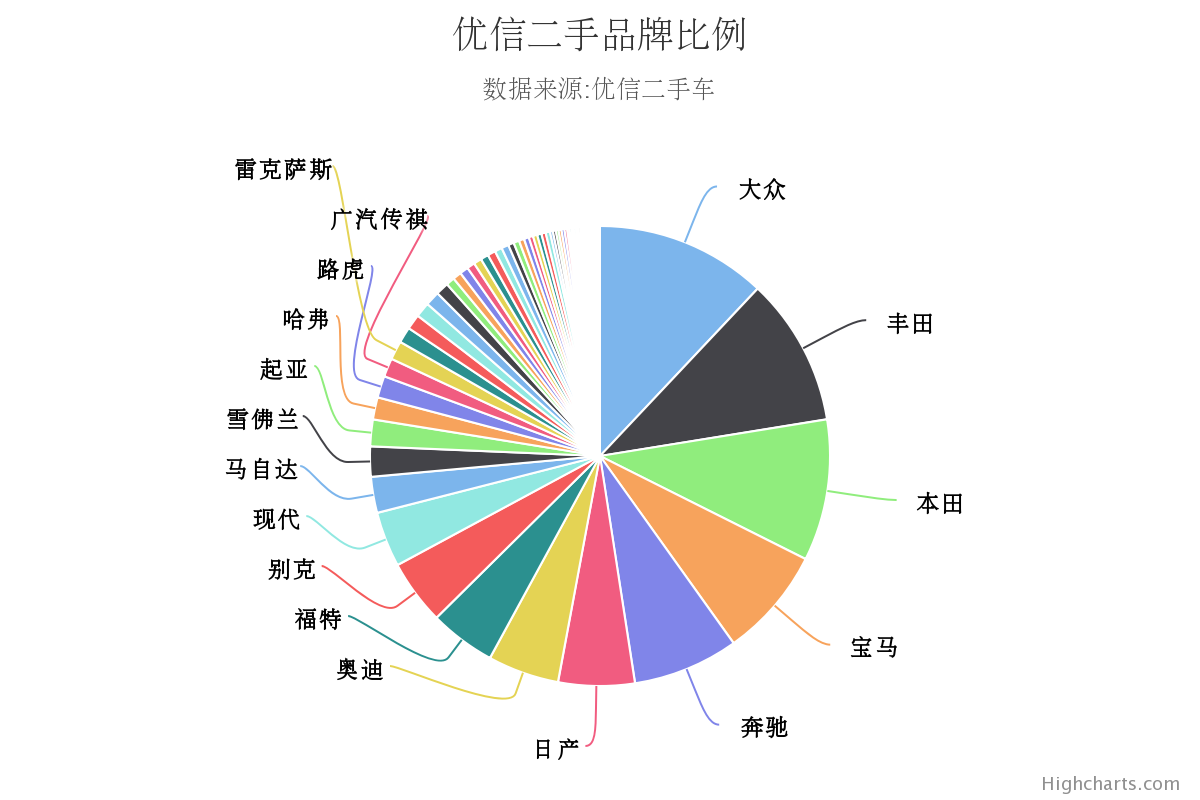 优信二手品牌比例
数据来源:优信二手车
雷克萨斯
大众
广汽传祺
路虎
哈弗
丰田
起亚
雪佛兰
马自达
本田
现代
别克
福特
宝马
奥迪
奔驰
日产
Highcharts.com